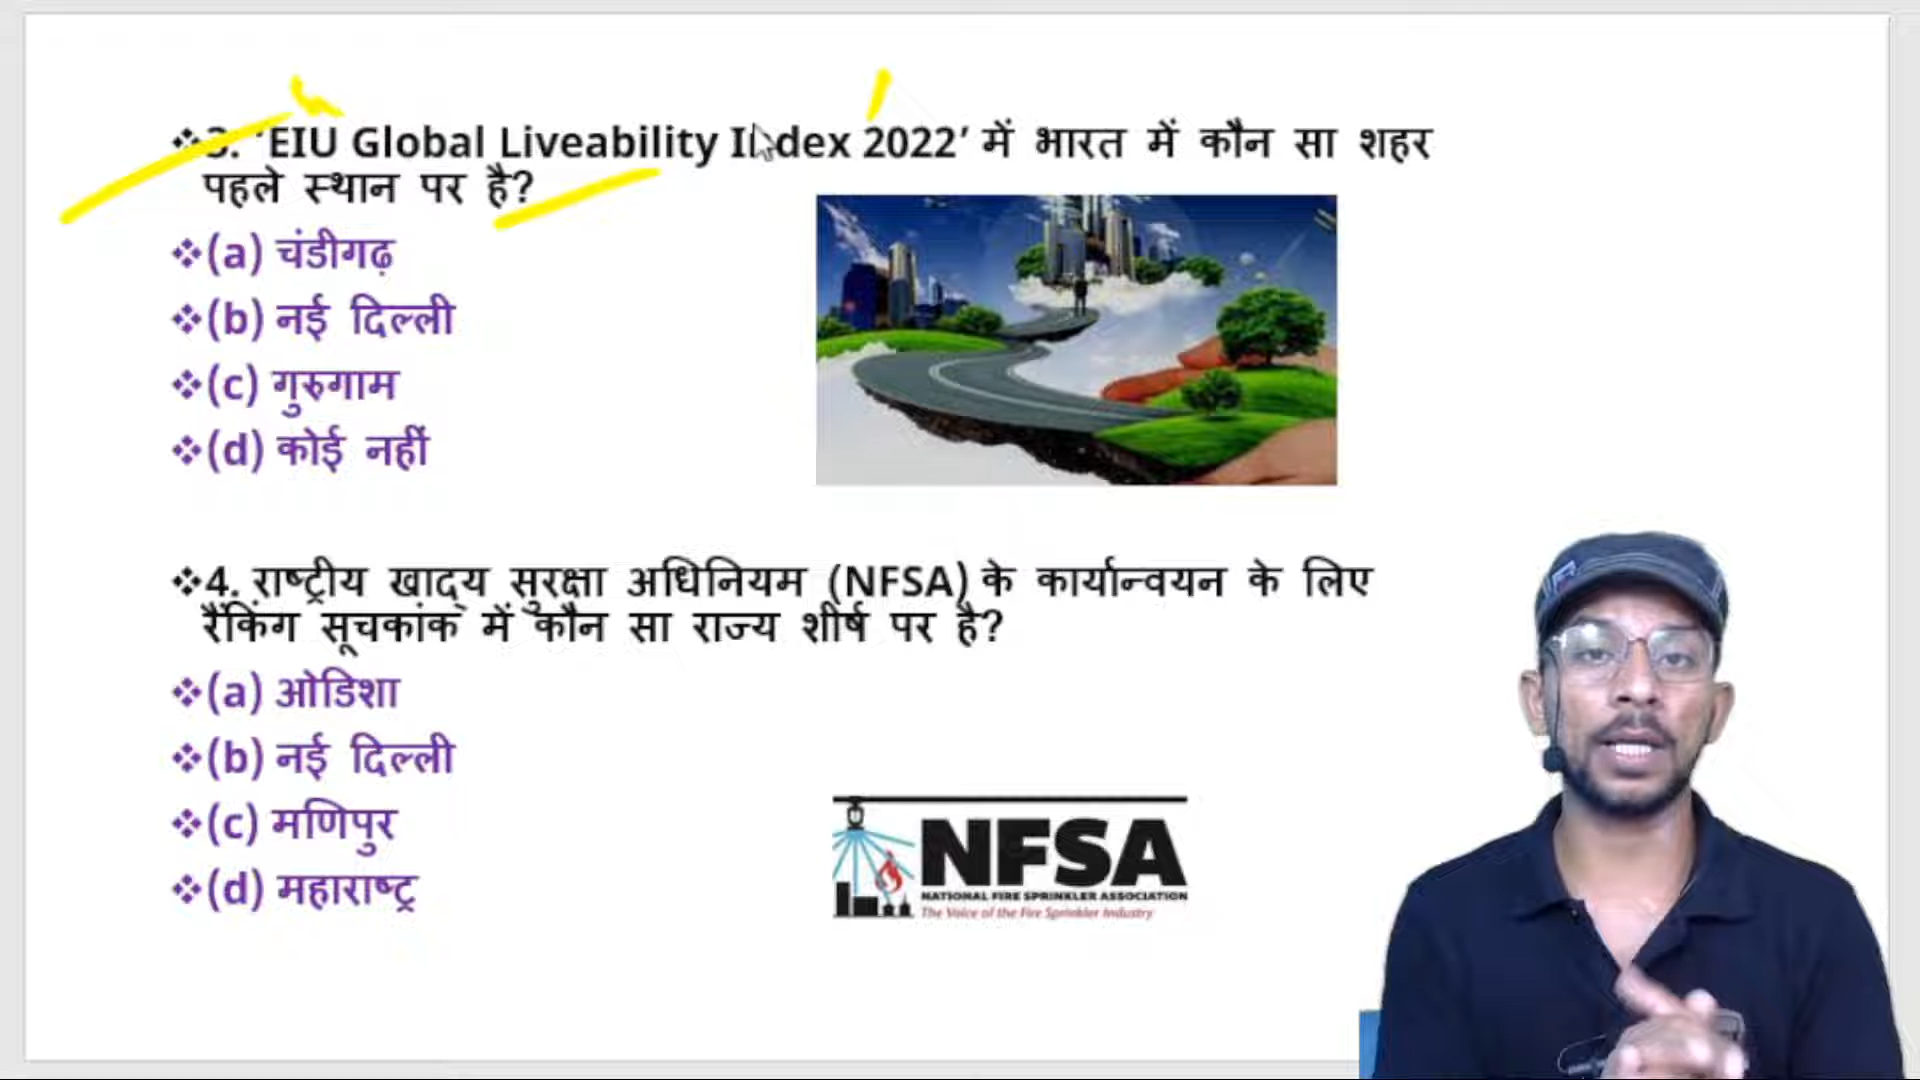 ❖3. ‘EIU Global Liveability Index 2022’ में भारत में कौन सा शहर
पहले स्थान पर है?
❖(a) चंडीगढ़
❖(b) नई दिल्ली
❖(c) गुरुगाम
❖(d) कोई नहीं
❖4. राष्ट्रीय खाद्य सुरक्षा अधिनियम (NFSA) के कार्यान्वयन के लिए
रैंकिंग सूचकांक में कौन सा राज्य शीर्ष पर है?
❖(a) ओडिशा
❖(b) नई दिल्ली
❖(c) मणिपुर
❖(d) महाराष्ट्र
NFSA
NATIONAL FIRE SPRINKLER ASSOCIATION
The Voice of the Fire Sprinkler Industry